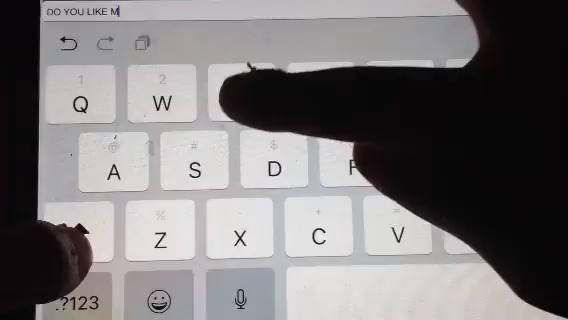 DO YOU LIKE M
1 2
Q W
@ # $
A S D F
% - + =
Z X C V
.?123